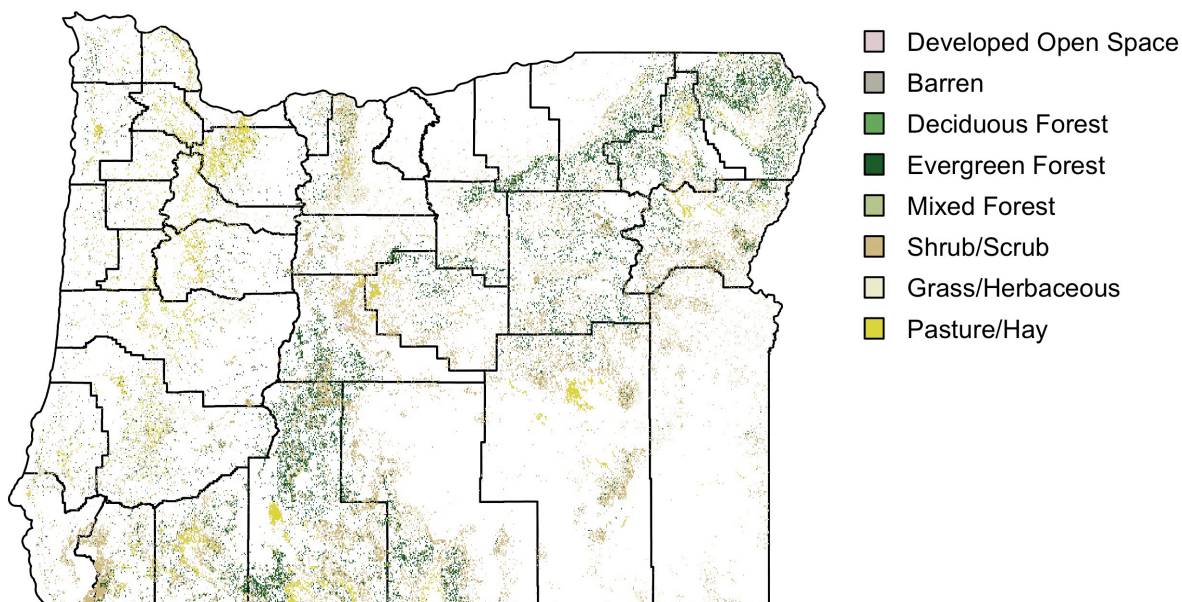 Developed Open Space
Barren
Deciduous Forest
Evergreen Forest
Mixed Forest
Shrub/Scrub
Grass/Herbaceous
Pasture/Hay